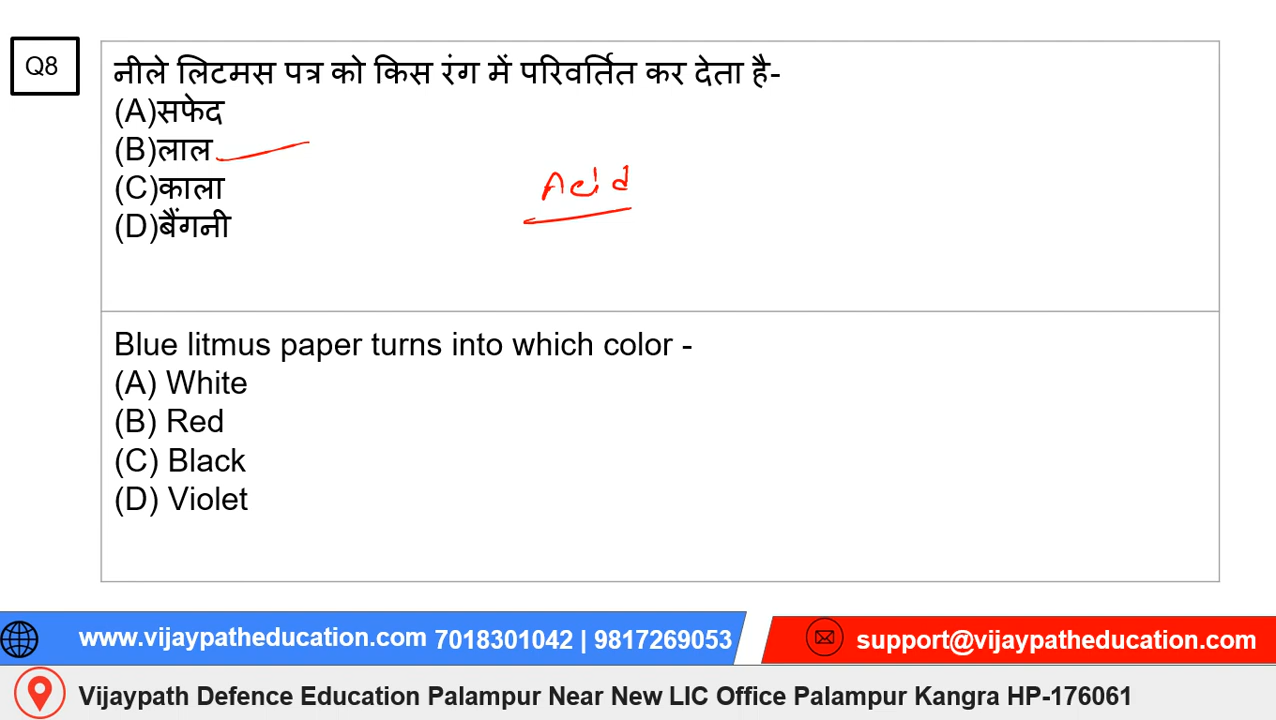 Q8
नीले लिटमस पत्र को किस रंग में परिवर्तित कर देता है-
(A)सफेद
(B)लाल
(C)काला
(D)बैंगनी
Acid
Blue litmus paper turns into which color -
(A) White
(B) Red
(C) Black
(D) Violet
www.vijaypatheducation.com 7018301042 | 9817269053
support@vijaypatheducation.com
Vijaypath Defence Education Palampur Near New LIC Office Palampur Kangra HP-176061